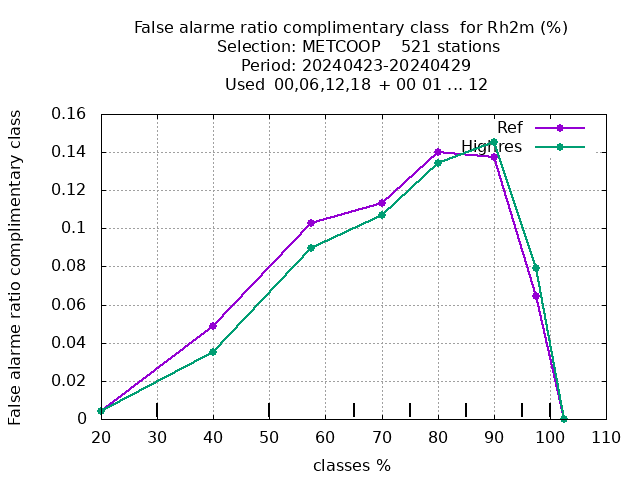 False alarme ratio complimentary class  for Rh2m (%)
Selection: METCOOP    521 stations
Period: 20240423-20240429
Used  00,06,12,18 + 00 01 ... 12
False alarme ratio complimentary class
0.16
0.14
0.12
0.1
0.08
0.06
0.04
0.02
0
Ref
Highres
20 30 40 50 60 70 80 90 100 110
classes %